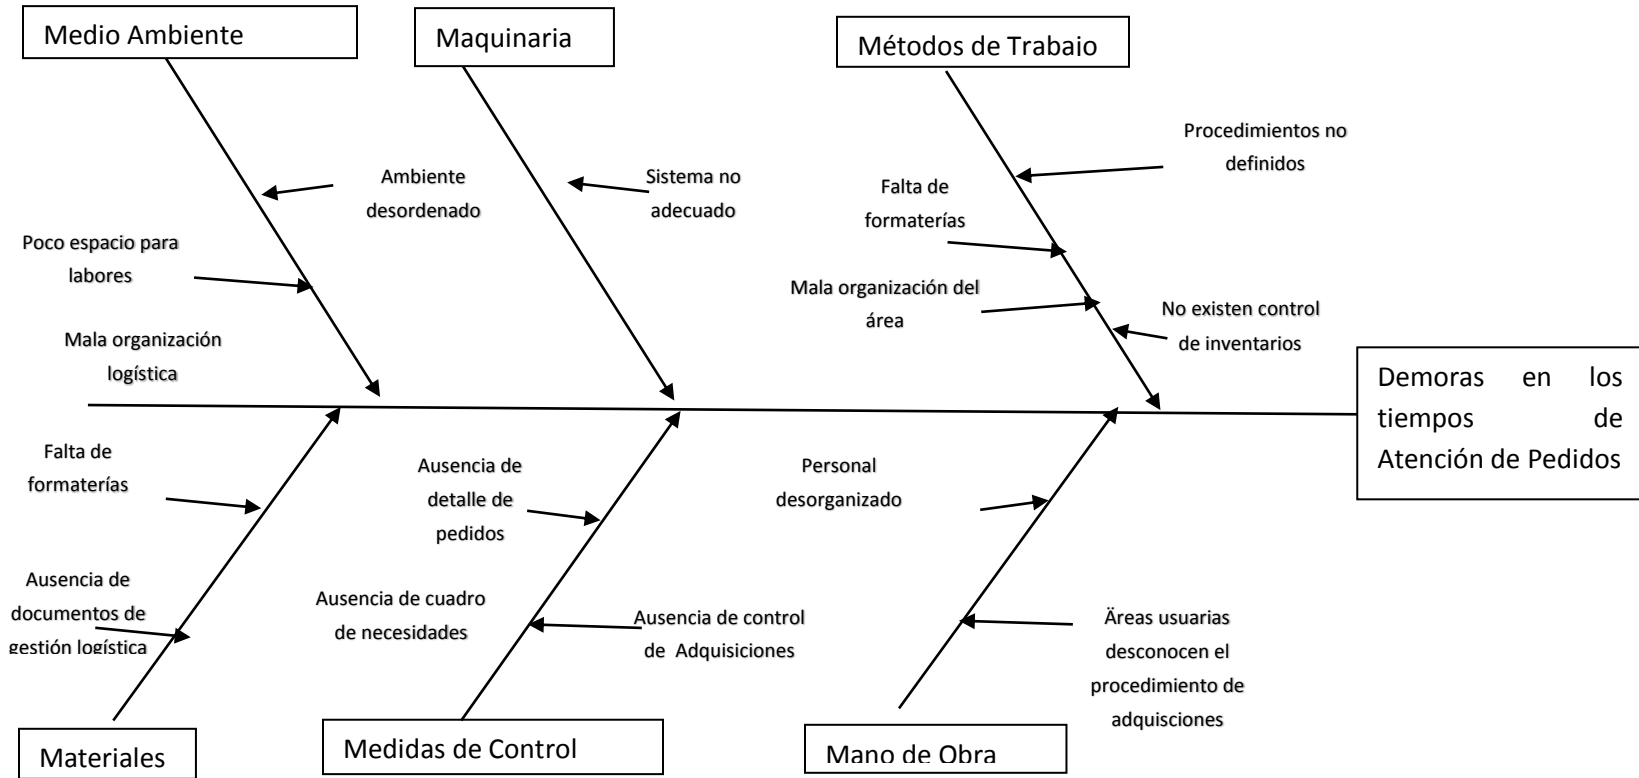 Medio Ambiente
Maquinaria
Métodos de Trabajo
Procedimientos no
definidos
Ambiente
desordenado
Sistema no
adecuado
Falta de
formaterías
Poco espacio para
labores
Mala organización del
área
No existen control
de inventarios
Mala organización
logística
Demoras en los
tiempos de
Atención de Pedidos
Falta de
formaterías
Ausencia de
detalle de
pedidos
Personal
desorganizado
Ausencia de
documentos de
gestión logística
Ausencia de cuadro
de necesidades
Ausencia de control
de Adquisiciones
Äreas usuarias
desconocen el
procedimiento de
adquisciones
Materiales
Medidas de Control
Mano de Obra